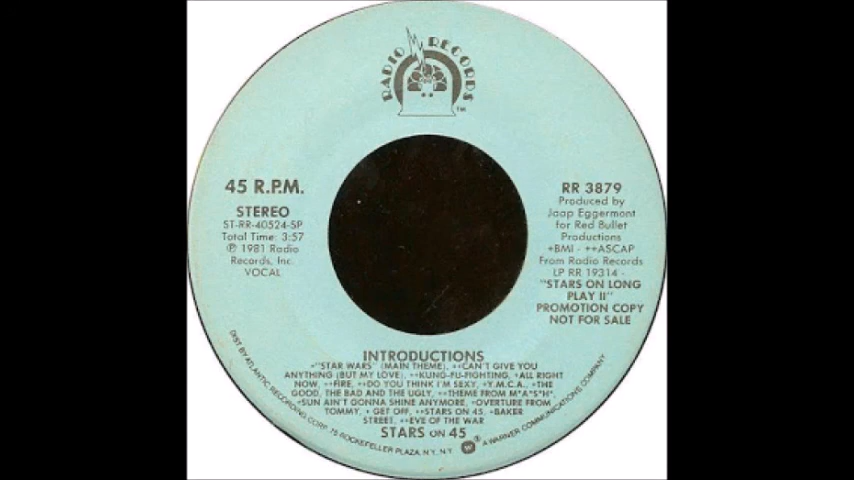 RADIO RECORDS
TM
45 R.P.M.
STEREO
ST-RR-40524-SP
Total Time: 3:57
℗ 1981 Radio
Records, Inc.
VOCAL
RR 3879
Produced by
Jaap Eggermont
for Red Bullet
Productions
+BMI - ++ASCAP
From Radio Records
LP RR 19314 -
"STARS ON LONG
PLAY II"
PROMOTION COPY
NOT FOR SALE
INTRODUCTIONS
+"STAR WARS" (MAIN THEME), ++CAN'T GIVE YOU
ANYTHING (BUT MY LOVE), ++KUNG-FU-FIGHTING, +ALL RIGHT
NOW, ++FIRE, ++DO YOU THINK I'M SEXY, +Y.M.C.A., +THE
GOOD, THE BAD AND THE UGLY, ++THEME FROM M*A*S*H,
+SUN AIN'T GONNA SHINE ANYMORE, +OVERTURE FROM
TOMMY, + GET OFF, ++STARS ON 45, +BAKER
STREET, ++EVE OF THE WAR
STARS ON 45
DIST. BY ATLANTIC RECORDING CORP. 75 ROCKEFELLER PLAZA, N.Y., N.Y. W ® A WARNER COMMUNICATIONS COMPANY